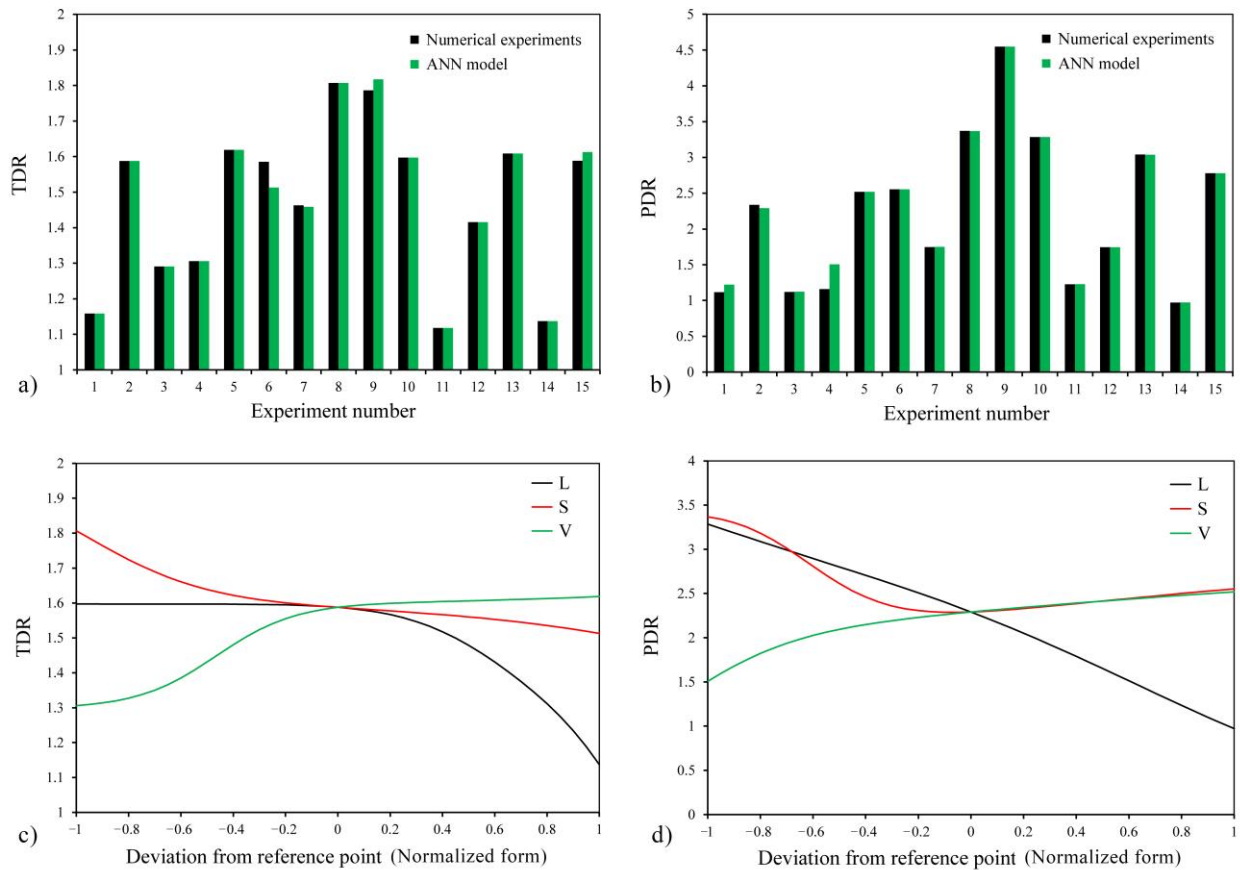 2
1.9
1.8
1.7
1.6
1.5
1.4
1.3
1.2
1.1
1
TDR
Numerical experiments
ANN model
1 2 3 4 5 6 7 8 9 10 11 12 13 14 15
Experiment number
a)
5
4.5
4
3.5
3
2.5
2
1.5
1
0.5
0
PDR
Numerical experiments
ANN model
1 2 3 4 5 6 7 8 9 10 11 12 13 14 15
Experiment number
b)
2
1.9
1.8
1.7
1.6
1.5
1.4
1.3
1.2
1.1
1
TDR
L
S
V
−1 −0.8 −0.6 −0.4 −0.2 0 0.2 0.4 0.6 0.8 1
Deviation from reference point (Normalized form)
c)
4
3.5
3
2.5
2
1.5
1
0.5
0
PDR
L
S
V
−1 −0.8 −0.6 −0.4 −0.2 0 0.2 0.4 0.6 0.8 1
Deviation from reference point (Normalized form)
d)